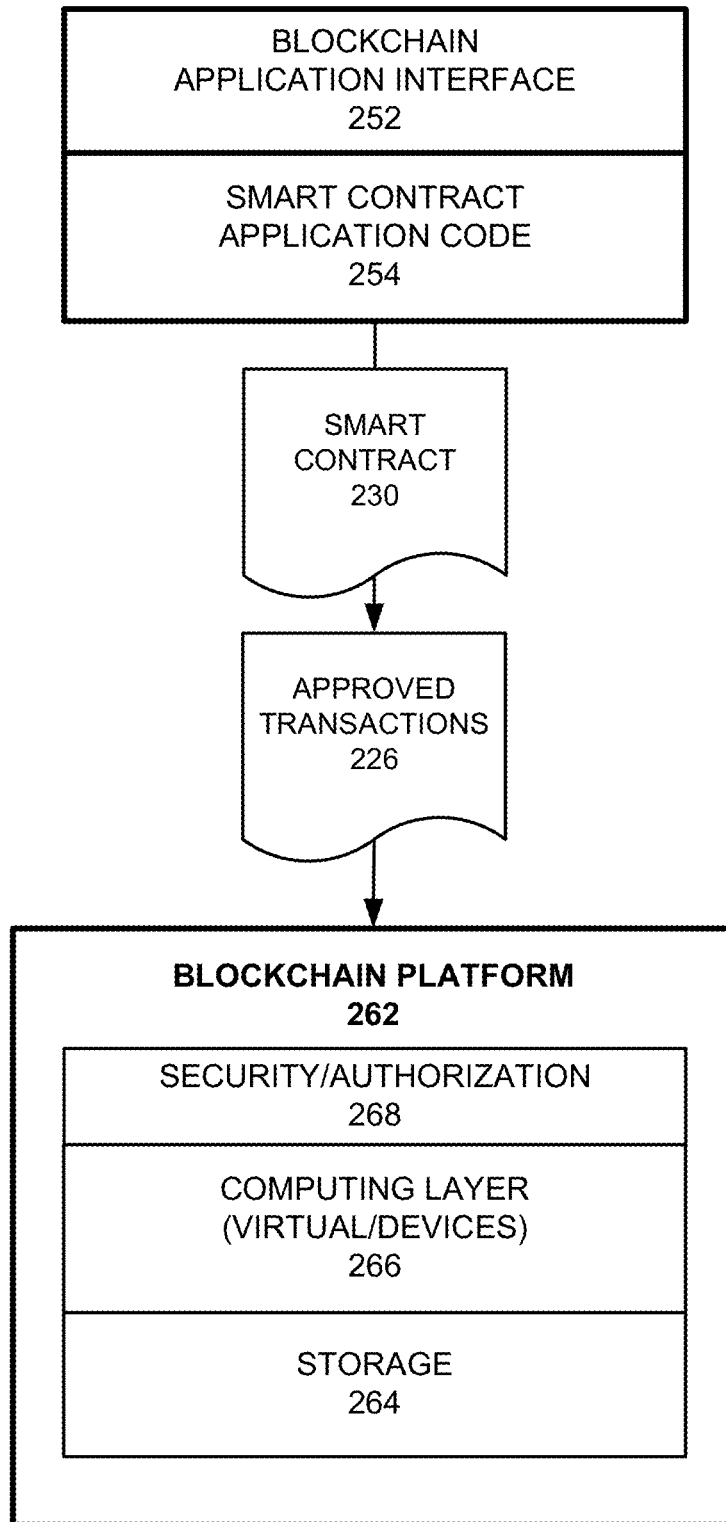 BLOCKCHAIN
APPLICATION INTERFACE
252
SMART CONTRACT
APPLICATION CODE
254
SMART
CONTRACT
230
APPROVED
TRANSACTIONS
226
BLOCKCHAIN PLATFORM
262
SECURITY/AUTHORIZATION
268
COMPUTING LAYER
(VIRTUAL/DEVICES)
266
STORAGE
264